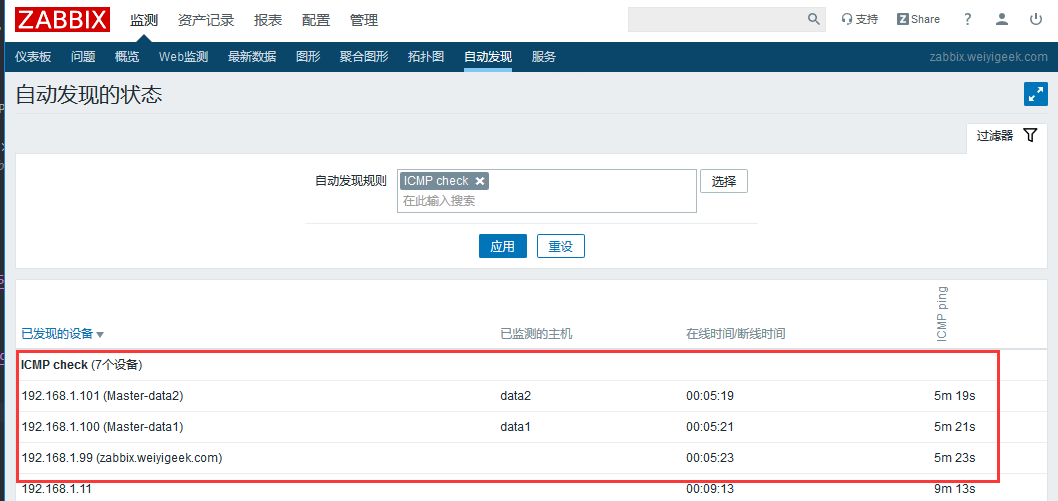 ZABBIX 监测 资产记录 报表 配置 管理 支持 Share ?
仪表板 问题 概览 Web监测 最新数据 图形 聚合图形 拓扑图 自动发现 服务 zabbix.weiyigeek.com
自动发现的状态
过滤器
自动发现规则 ICMP check 选择
在此输入搜索
应用 重设
已发现的设备 已监测的主机 在线时间/断线时间 ICMP ping
ICMP check (7个设备)
192.168.1.101 (Master-data2) data2 00:05:19 5m 19s
192.168.1.100 (Master-data1) data1 00:05:21 5m 21s
192.168.1.99 (zabbix.weiyigeek.com) 00:05:23 5m 23s
192.168.1.11 00:09:13 9m 13s